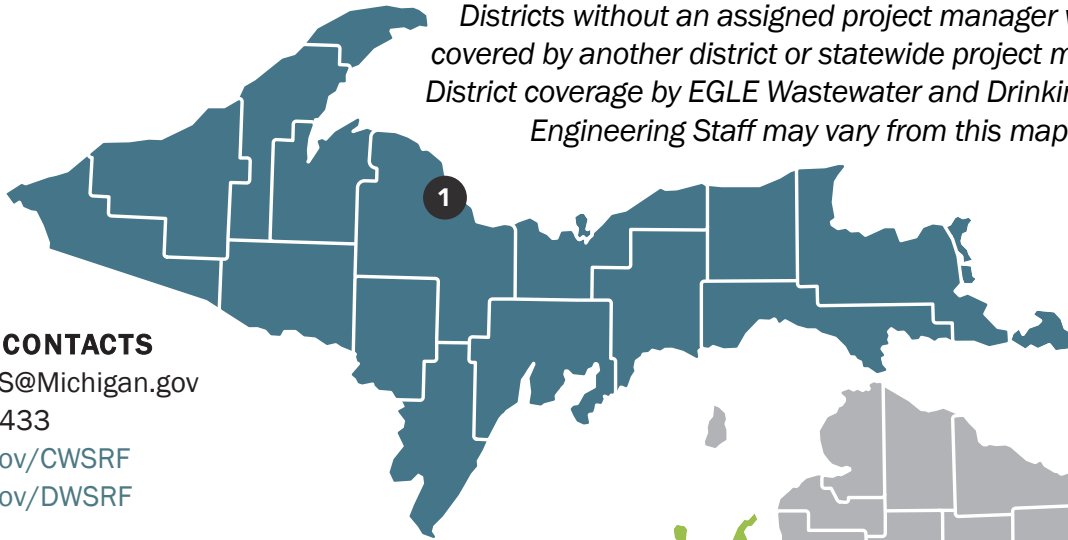 Districts without an assigned project manager
covered by another district or statewide project
District coverage by EGLE Wastewater and
Engineering Staff may vary from this map
1
CONTACTS
S@Michigan.gov
433
ov/CWSRF
ov/DWSRF